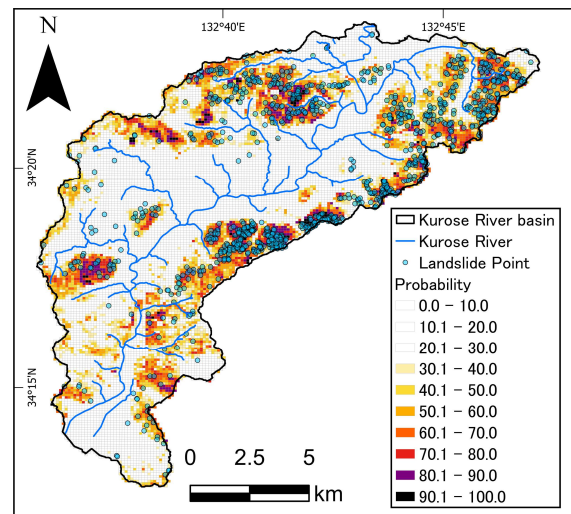 132°40'E
132°45'E
N
34°20'N
34°15'N
Kurose River basin
Kurose River
Landslide Point
Probability
0.0 – 10.0
10.1 – 20.0
20.1 – 30.0
30.1 – 40.0
40.1 – 50.0
50.1 – 60.0
60.1 – 70.0
70.1 – 80.0
80.1 – 90.0
90.1 – 100.0
0 2.5 5
km